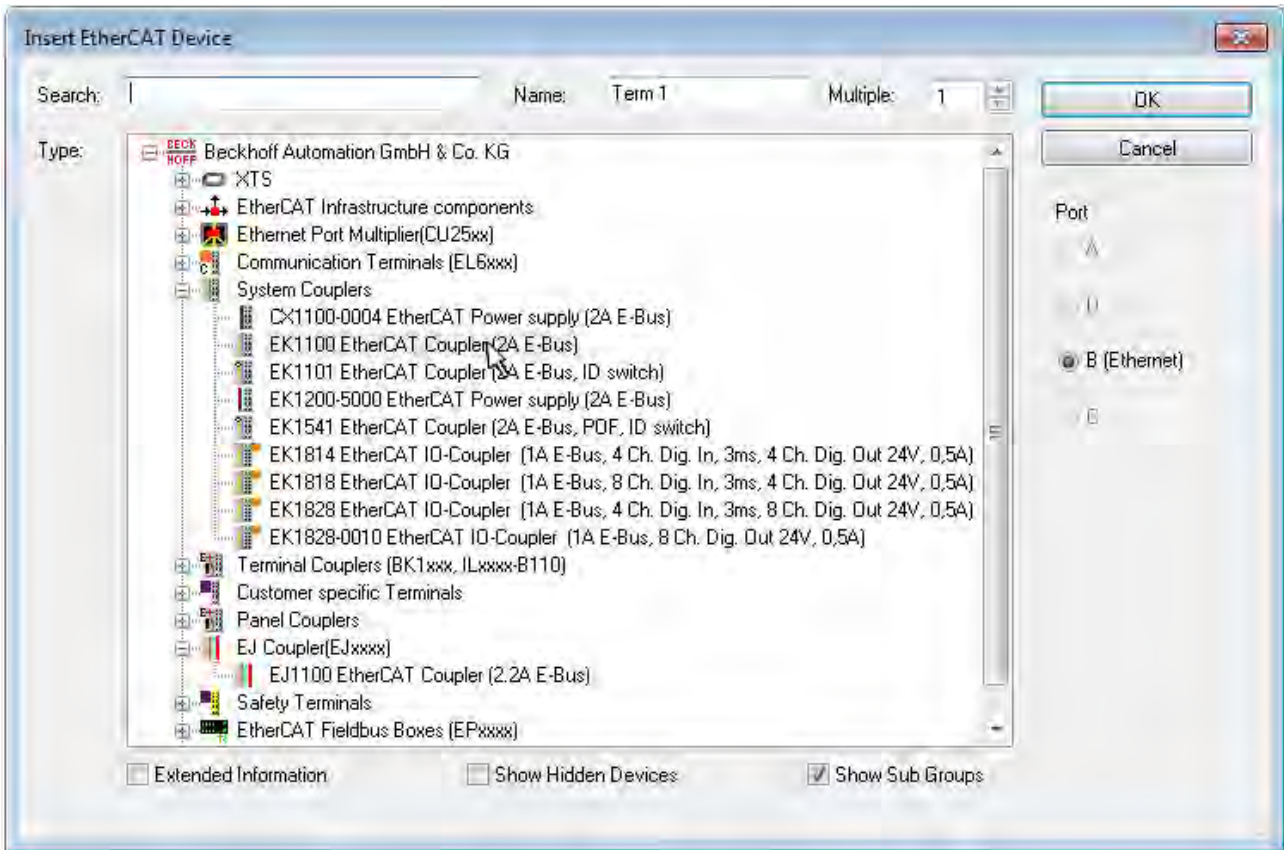 Insert EtherCAT Device
Search: Name: Term 1 Multiple: 1 OK
Type: Cancel
BECKHOFF Beckhoff Automation GmbH & Co. KG
XTS
EtherCAT Infrastructure components
Port
Ethernet Port Multiplier(CU25xx)
A
Communication Terminals (EL6xxx)
System Couplers
D
CX1100-0004 EtherCAT Power supply (2A E-Bus)
EK1100 EtherCAT Coupler (2A E-Bus)
B (Ethernet)
EK1101 EtherCAT Coupler (2A E-Bus, ID switch)
EK1200-5000 EtherCAT Power supply (2A E-Bus)
C
EK1541 EtherCAT Coupler (2A E-Bus, POF, ID switch)
EK1814 EtherCAT IO-Coupler (1A E-Bus, 4 Ch. Dig. In, 3ms, 4 Ch. Dig. Out 24V, 0,5A)
EK1818 EtherCAT IO-Coupler (1A E-Bus, 8 Ch. Dig. In, 3ms, 4 Ch. Dig. Out 24V, 0,5A)
EK1828 EtherCAT IO-Coupler (1A E-Bus, 4 Ch. Dig. In, 3ms, 8 Ch. Dig. Out 24V, 0,5A)
EK1828-0010 EtherCAT IO-Coupler (1A E-Bus, 8 Ch. Dig. Out 24V, 0,5A)
Terminal Couplers (BK1xxx, ILxxxx-B110)
Customer specific Terminals
Panel Couplers
EJ Coupler(EJxxxx)
EJ1100 EtherCAT Coupler (2.2A E-Bus)
Safety Terminals
EtherCAT Fieldbus Boxes (EPxxxx)
Extended Information Show Hidden Devices Show Sub Groups